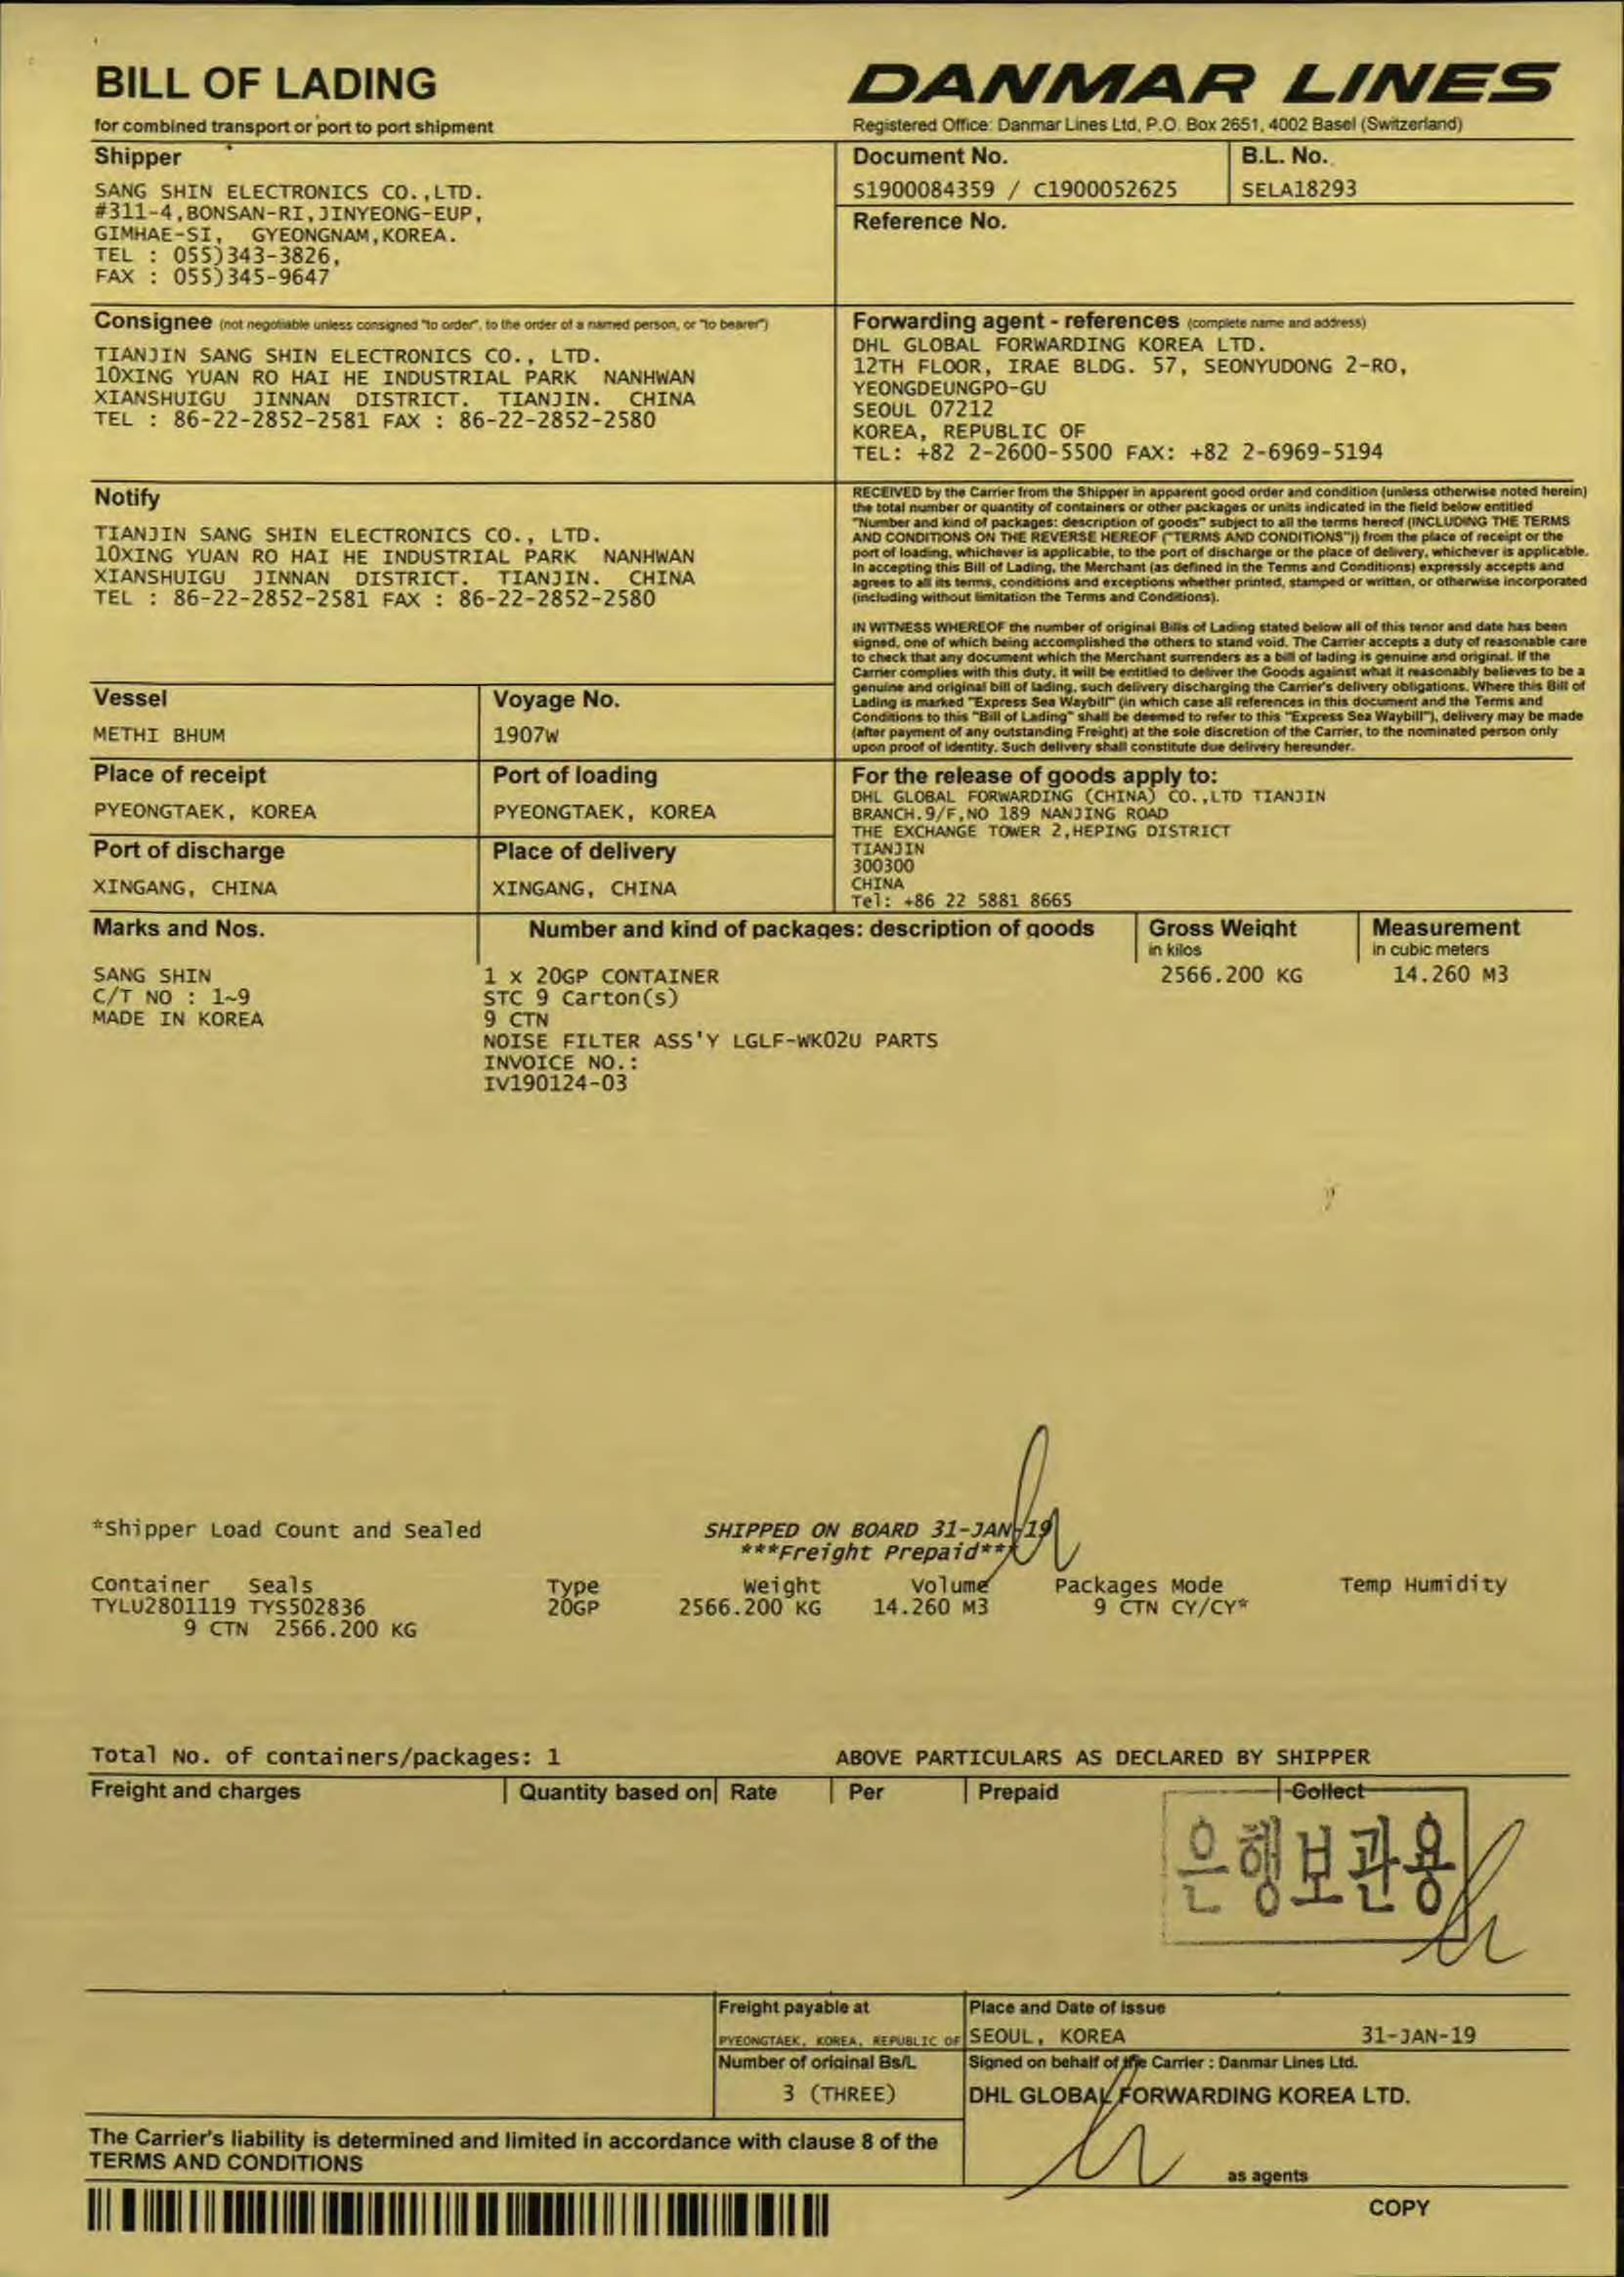 BILL OF LADING
for combined transport or port to port shipment
DANMAR LINES
Registered Office: Danmar Lines Ltd, P.O. Box 2651, 4002 Basel (Switzerland)
Shipper
SANG SHIN ELECTRONICS CO.,LTD.
#311-4,BONSAN-RI,JINYEONG-EUP,
GIMHAE-SI, GYEONGNAM,KOREA.
TEL : 055)343-3826,
FAX : 055)345-9647
Document No.
S1900084359 / C1900052625
B.L. No.
SELA18293
Reference No.
Consignee (not negotiable unless consigned "to order", to the order of a named person, or "to bearer")
TIANJIN SANG SHIN ELECTRONICS CO., LTD.
10XING YUAN RO HAI HE INDUSTRIAL PARK NANHWAN
XIANSHUIGU JINNAN DISTRICT. TIANJIN. CHINA
TEL : 86-22-2852-2581 FAX : 86-22-2852-2580
Forwarding agent - references (complete name and address)
DHL GLOBAL FORWARDING KOREA LTD.
12TH FLOOR, IRAE BLDG. 57, SEONYUDONG 2-RO,
YEONGDEUNGPO-GU
SEOUL 07212
KOREA, REPUBLIC OF
TEL: +82 2-2600-5500 FAX: +82 2-6969-5194
Notify
TIANJIN SANG SHIN ELECTRONICS CO., LTD.
10XING YUAN RO HAI HE INDUSTRIAL PARK NANHWAN
XIANSHUIGU JINNAN DISTRICT. TIANJIN. CHINA
TEL : 86-22-2852-2581 FAX : 86-22-2852-2580
RECEIVED by the Carrier from the Shipper in apparent good order and condition (unless otherwise noted herein)
the total number or quantity of containers or other packages or units indicated in the field below entitled
"Number and kind of packages: description of goods" subject to all the terms hereof (INCLUDING THE TERMS
AND CONDITIONS ON THE REVERSE HEREOF ("TERMS AND CONDITIONS")) from the place of receipt or the
port of loading, whichever is applicable, to the port of discharge or the place of delivery, whichever is applicable.
In accepting this Bill of Lading, the Merchant (as defined in the Terms and Conditions) expressly accepts and
agrees to all its terms, conditions and exceptions whether printed, stamped or written, or otherwise incorporated
(including without limitation the Terms and Conditions).
IN WITNESS WHEREOF the number of original Bills of Lading stated below all of this tenor and date has been
signed, one of which being accomplished the others to stand void. The Carrier accepts a duty of reasonable care
to check that any document which the Merchant surrenders as a bill of lading is genuine and original. If the
Carrier complies with this duty, it will be entitled to deliver the Goods against what it reasonably believes to be a
genuine and original bill of lading, such delivery discharging the Carrier's delivery obligations. Where this Bill of
Lading is marked "Express Sea Waybill" (in which case all references in this document and the Terms and
Conditions to this "Bill of Lading" shall be deemed to refer to this "Express Sea Waybill"), delivery may be made
(after payment of any outstanding Freight) at the sole discretion of the Carrier, to the nominated person only
upon proof of identity. Such delivery shall constitute due delivery hereunder.
Vessel
METHI BHUM
Voyage No.
1907W
Place of receipt
PYEONGTAEK, KOREA
Port of loading
PYEONGTAEK, KOREA
For the release of goods apply to:
DHL GLOBAL FORWARDING (CHINA) CO.,LTD TIANJIN
BRANCH.9/F,NO 189 NANJING ROAD
THE EXCHANGE TOWER 2,HEPING DISTRICT
TIANJIN
300300
CHINA
Tel: +86 22 5881 8665
Port of discharge
XINGANG, CHINA
Place of delivery
XINGANG, CHINA
Marks and Nos.
Number and kind of packages: description of goods
Gross Weight
in kilos
Measurement
in cubic meters
SANG SHIN
C/T NO : 1~9
MADE IN KOREA
1 x 20GP CONTAINER
STC 9 Carton(s)
9 CTN
NOISE FILTER ASS'Y LGLF-WK02U PARTS
INVOICE NO.:
IV190124-03
2566.200 KG
14.260 M3
*Shipper Load Count and Sealed
SHIPPED ON BOARD 31-JAN-19
***Freight Prepaid***
Container Seals Type Weight Volume Packages Mode Temp Humidity
TYLU2801119 TYS502836 20GP 2566.200 KG 14.260 M3 9 CTN CY/CY*
9 CTN 2566.200 KG
Total No. of containers/packages: 1
ABOVE PARTICULARS AS DECLARED BY SHIPPER
Freight and charges Quantity based on Rate Per Prepaid Collect
은행보관용
Freight payable at
PYEONGTAEK, KOREA, REPUBLIC OF
Place and Date of Issue
SEOUL, KOREA 31-JAN-19
Number of original Bs/L
3 (THREE)
Signed on behalf of the Carrier : Danmar Lines Ltd.
DHL GLOBAL FORWARDING KOREA LTD.
as agents
The Carrier's liability is determined and limited in accordance with clause 8 of the
TERMS AND CONDITIONS
COPY